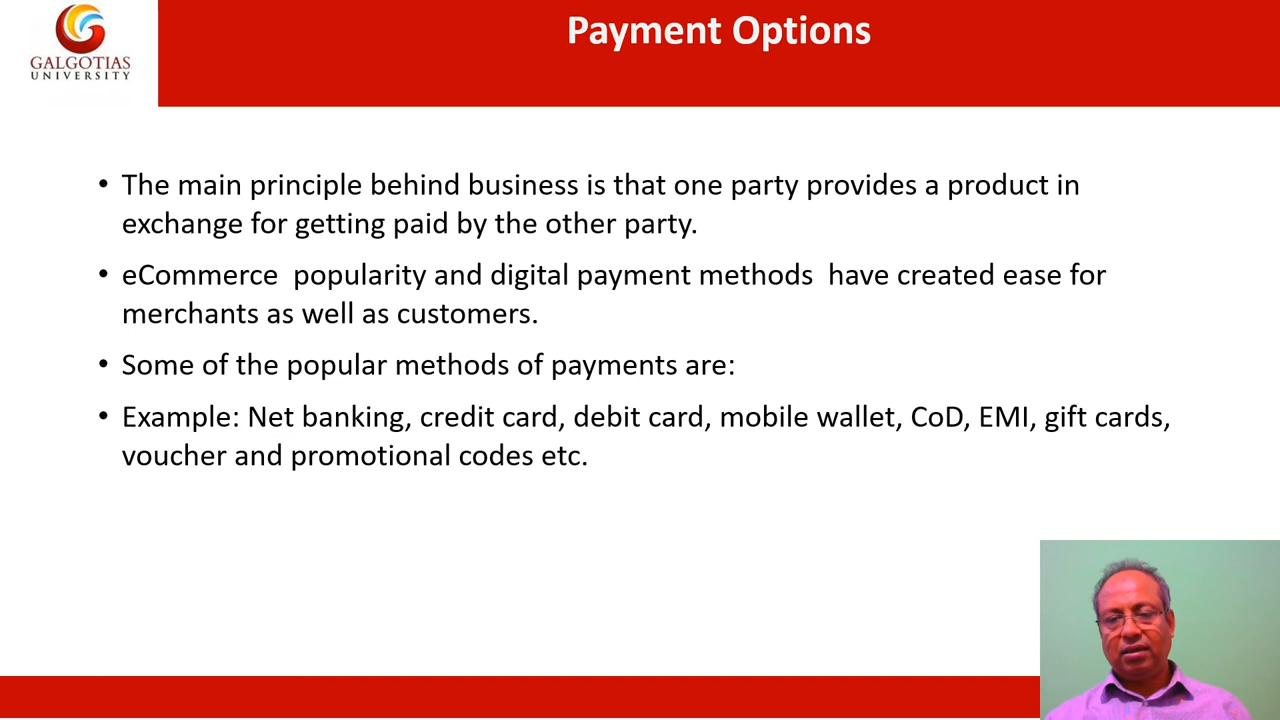 GALGOTIAS
UNIVERSITY
Payment Options
• The main principle behind business is that one party provides a product in
exchange for getting paid by the other party.
• eCommerce  popularity and digital payment methods  have created ease for
merchants as well as customers.
• Some of the popular methods of payments are:
• Example: Net banking, credit card, debit card, mobile wallet, CoD, EMI, gift cards,
voucher and promotional codes etc.